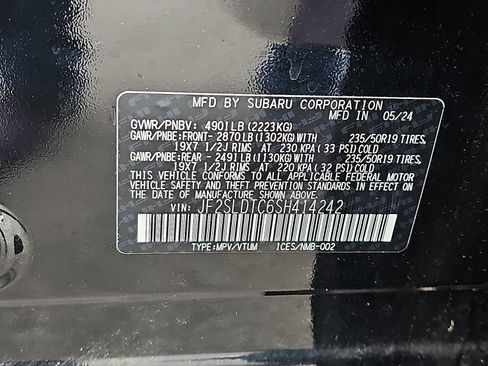 MFD BY SUBARU CORPORATION
MFD IN 05/24
GVWR/PNBV: 4901LB(2223KG)
GAWR/PNBE:FRONT-2870LB(1302KG)WITH 235/50R19 TIRES,
19X7 1/2J RIMS AT 230 KPA( 33 PSI)COLD
GAWR/PNBE:REAR -2491LB(1130KG)WITH 235/50R19 TIRES,
19X7 1/2J RIMS AT 220 KPA( 32 PSI)COLD
THIS VEHICLE CONFORMS TO ALL APPLICABLE FEDERAL MOTOR
VEHICLE SAFETY AND THEFT PREVENTION STANDARDS IN EFFECT ON
THE DATE OF MANUFACTURE SHOWN ABOVE.
VIN: JF2SLDTC6SH414242
TYPE:MPV/VTUM ICES/NMB-002